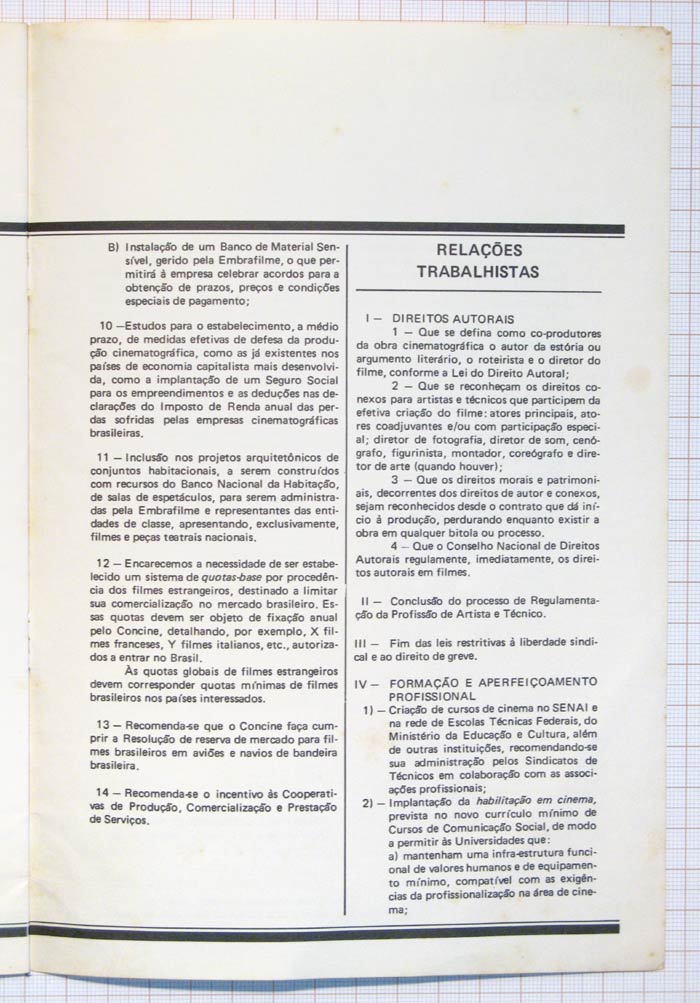 B) Instalação de um Banco de Material Sen-
sível, gerido pela Embrafilme, o que per-
mitirá à empresa celebrar acordos para a
obtenção de prazos, preços e condições
especiais de pagamento;
10 —Estudos para o estabelecimento, a médio
prazo, de medidas efetivas de defesa da produ-
ção cinematográfica, como as já existentes nos
países de economia capitalista mais desenvolvi-
da, como a implantação de um Seguro Social
para os empreendimentos e as deduções nas de-
clarações do Imposto de Renda anual das per-
das sofridas pelas empresas cinematográficas
brasileiras.
11 — Inclusão nos projetos arquitetônicos de
conjuntos habitacionais, a serem construídos
com recursos do Banco Nacional da Habitação,
de salas de espetáculos, para serem administra-
das pela Embrafilme e representantes das enti-
dades de classe, apresentando, exclusivamente,
filmes e peças teatrais nacionais.
12 — Encarecemos a necessidade de ser estabe-
lecido um sistema de quotas-base por procedên-
cia dos filmes estrangeiros, destinado a limitar
sua comercialização no mercado brasileiro. Es-
sas quotas devem ser objeto de fixação anual
pelo Concine, detalhando, por exemplo, X fil-
mes franceses, Y filmes italianos, etc., autoriza-
dos a entrar no Brasil.
Às quotas globais de filmes estrangeiros
devem corresponder quotas mínimas de filmes
brasileiros nos países interessados.
13 — Recomenda-se que o Concine faça cum-
prir a Resolução de reserva de mercado para fil-
mes brasileiros em aviões e navios de bandeira
brasileira.
14 — Recomenda-se o incentivo às Cooperati-
vas de Produção, Comercialização e Prestação
de Serviços.
RELAÇÕES
TRABALHISTAS
I — DIREITOS AUTORAIS
1 — Que se defina como co-produtores
da obra cinematográfica o autor da estória ou
argumento literário, o roteirista e o diretor do
filme, conforme a Lei do Direito Autoral;
2 — Que se reconheçam os direitos co-
nexos para artistas e técnicos que participem da
efetiva criação do filme: atores principais, ato-
res coadjuvantes e/ou com participação especi-
al; diretor de fotografia, diretor de som, cenó-
grafo, figurinista, montador, coreógrafo e dire-
tor de arte (quando houver);
3 — Que os direitos morais e patrimoni-
ais, decorrentes dos direitos de autor e conexos,
sejam reconhecidos desde o contrato que dá iní-
cio à produção, perdurando enquanto existir a
obra em qualquer bitola ou processo.
4 — Que o Conselho Nacional de Direitos
Autorais regulamente, imediatamente, os direi-
tos autorais em filmes.
II — Conclusão do processo de Regulamenta-
ção da Profissão de Artista e Técnico.
III — Fim das leis restritivas à liberdade sindi-
cal e ao direito de greve.
IV — FORMAÇÃO E APERFEIÇOAMENTO
PROFISSIONAL
1) — Criação de cursos de cinema no SENAI e
na rede de Escolas Técnicas Federais, do
Ministério da Educação e Cultura, além
de outras instituições, recomendando-se
sua administração pelos Sindicatos de
Técnicos em colaboração com as associ-
ações profissionais;
2) — Implantação da habilitação em cinema,
prevista no novo currículo mínimo de
Cursos de Comunicação Social, de modo
a permitir às Universidades que:
a) mantenham uma infra-estrutura funci-
onal de valores humanos e de equipamen-
to mínimo, compatível com as exigên-
cias da profissionalização na área de cine-
ma;